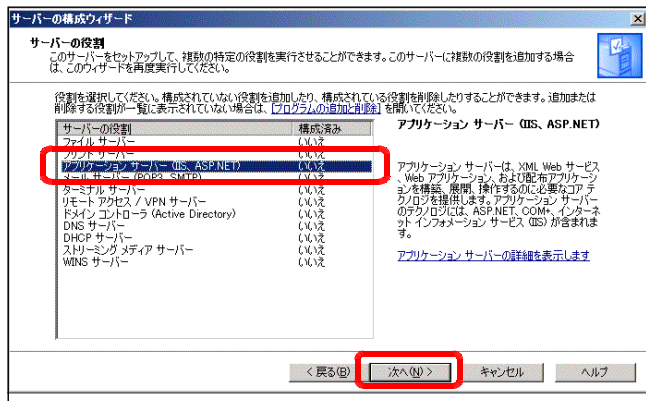 サーバーの構成ウィザード
サーバーの役割
このサーバーをセットアップして、複数の特定の役割を実行させることができます。このサーバーに複数の役割を追加する場合
は、このウィザードを再度実行してください。
役割を選択してください。構成されていない役割を追加したり、構成されている役割を削除したりすることができます。追加または
削除する役割が一覧に表示されていない場合は、[プログラムの追加と削除] を開いてください。
サーバーの役割 構成済み
ファイル サーバー いいえ
プリント サーバー いいえ
アプリケーション サーバー (IIS、ASP.NET) いいえ
メール サーバー (POP3、SMTP) いいえ
ターミナル サーバー いいえ
リモート アクセス / VPN サーバー いいえ
ドメイン コントローラ (Active Directory) いいえ
DNS サーバー いいえ
DHCP サーバー いいえ
ストリーミング メディア サーバー いいえ
WINS サーバー いいえ
アプリケーション サーバー (IIS、ASP.NET)
アプリケーション サーバーは、XML Web サービス
、Web アプリケーション、および配布アプリケーシ
ョンを構築、展開、操作するのに必要なコア テ
クノロジを提供します。アプリケーション サーバー
のテクノロジには、ASP.NET、COM+、インターネ
ット インフォメーション サービス (IIS) が含まれま
す。
アプリケーション サーバーの詳細を表示します
< 戻る(B) 次へ(N) > キャンセル ヘルプ